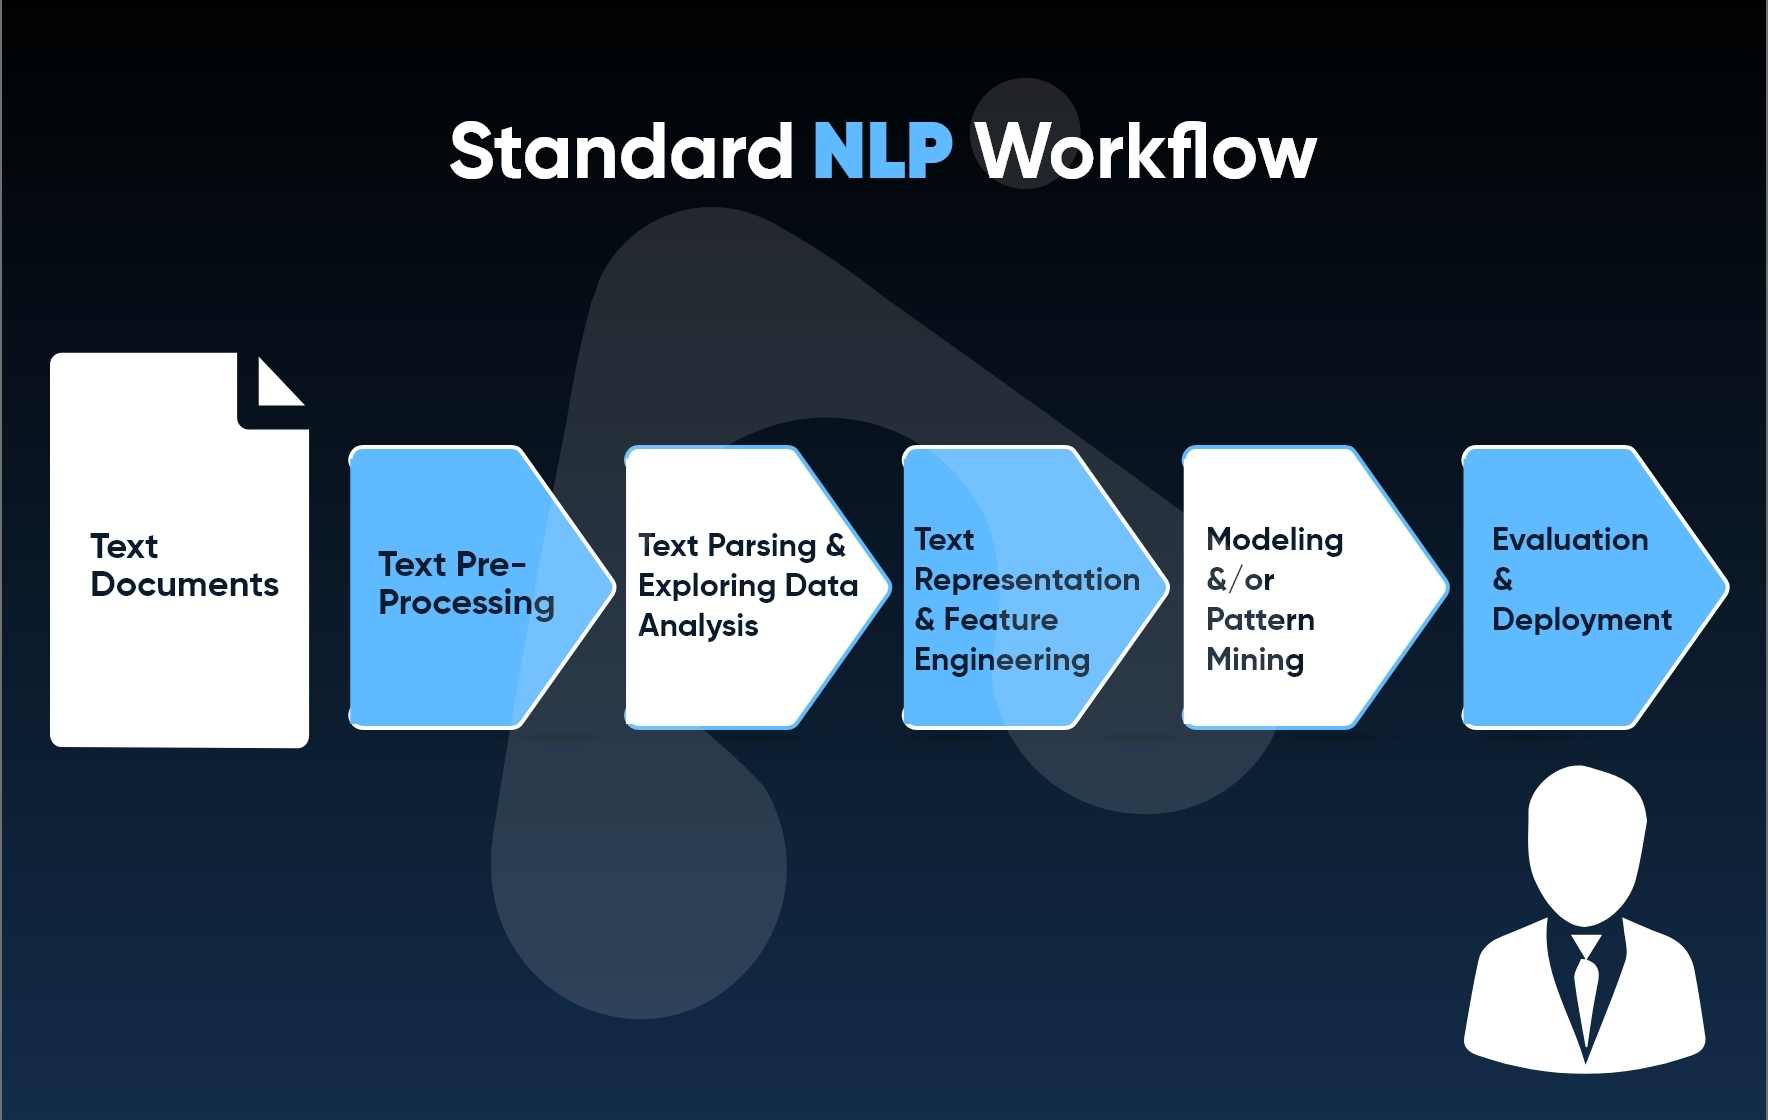 Standard NLP Workflow
Text
Documents
Text Pre-
Processing
Text Parsing &
Exploring Data
Analysis
Text
Representation
& Feature
Engineering
Modeling
&/or
Pattern
Mining
Evaluation
&
Deployment